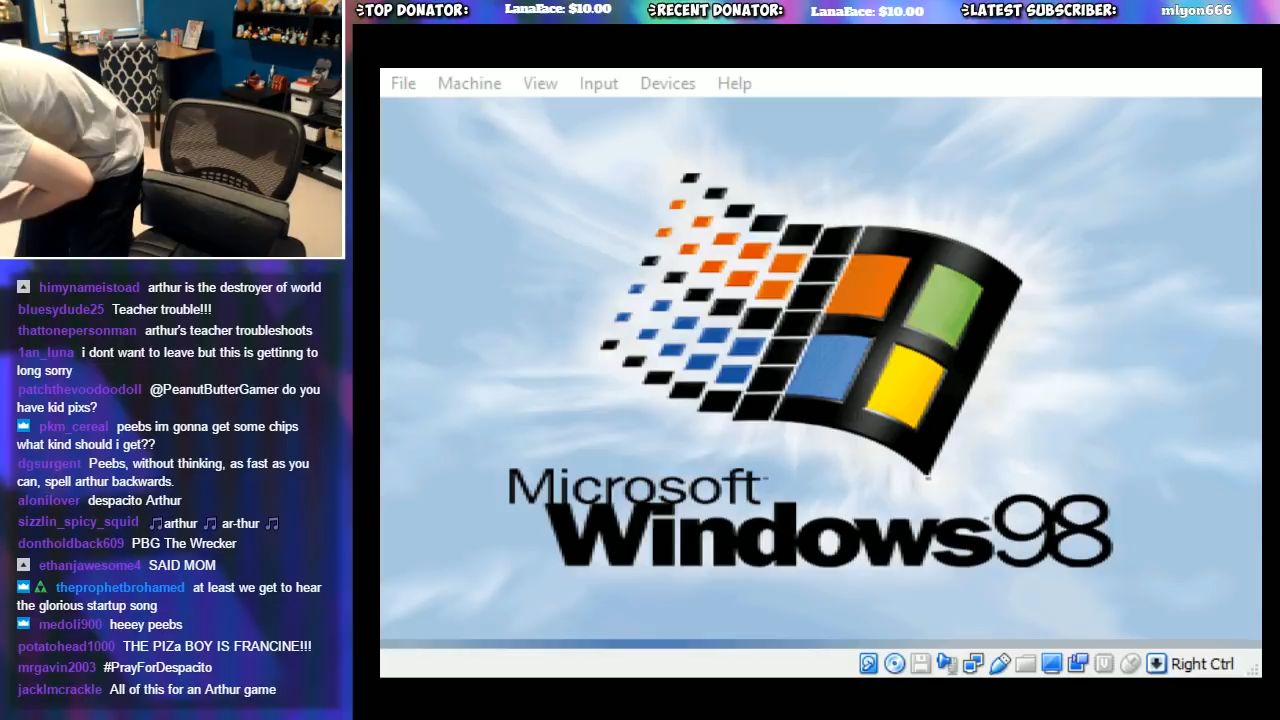 TOP DONATOR: LanaFace: $10.00 RECENT DONATOR: LanaFace: $10.00 LATEST SUBSCRIBER: mlyon666
File Machine View Input Devices Help
Microsoft
Windows 98
Right Ctrl
himynameistoad arthur is the destroyer of world
bluesydude25 Teacher trouble!!!
thattonepersonman arthur's teacher troubleshoots
1an_luna i dont want to leave but this is gettinng to
long sorry
patchthevoodoodoll @PeanutButterGamer do you
have kid pixs?
pkm_cereal peebs im gonna get some chips
what kind should i get??
dgsurgent Peebs, without thinking, as fast as you
can, spell arthur backwards.
alonilover despacito Arthur
sizzlin_spicy_squid 🎵arthur 🎵 ar-thur 🎵
dontholdback609 PBG The Wrecker
ethanjawesome4 SAID MOM
theprophetbrohamed at least we get to hear
the glorious startup song
medoli900 heeey peebs
potatohead1000 THE PIZa BOY IS FRANCINE!!!
mrgavin2003 #PrayForDespacito
jacklmcrackle All of this for an Arthur game